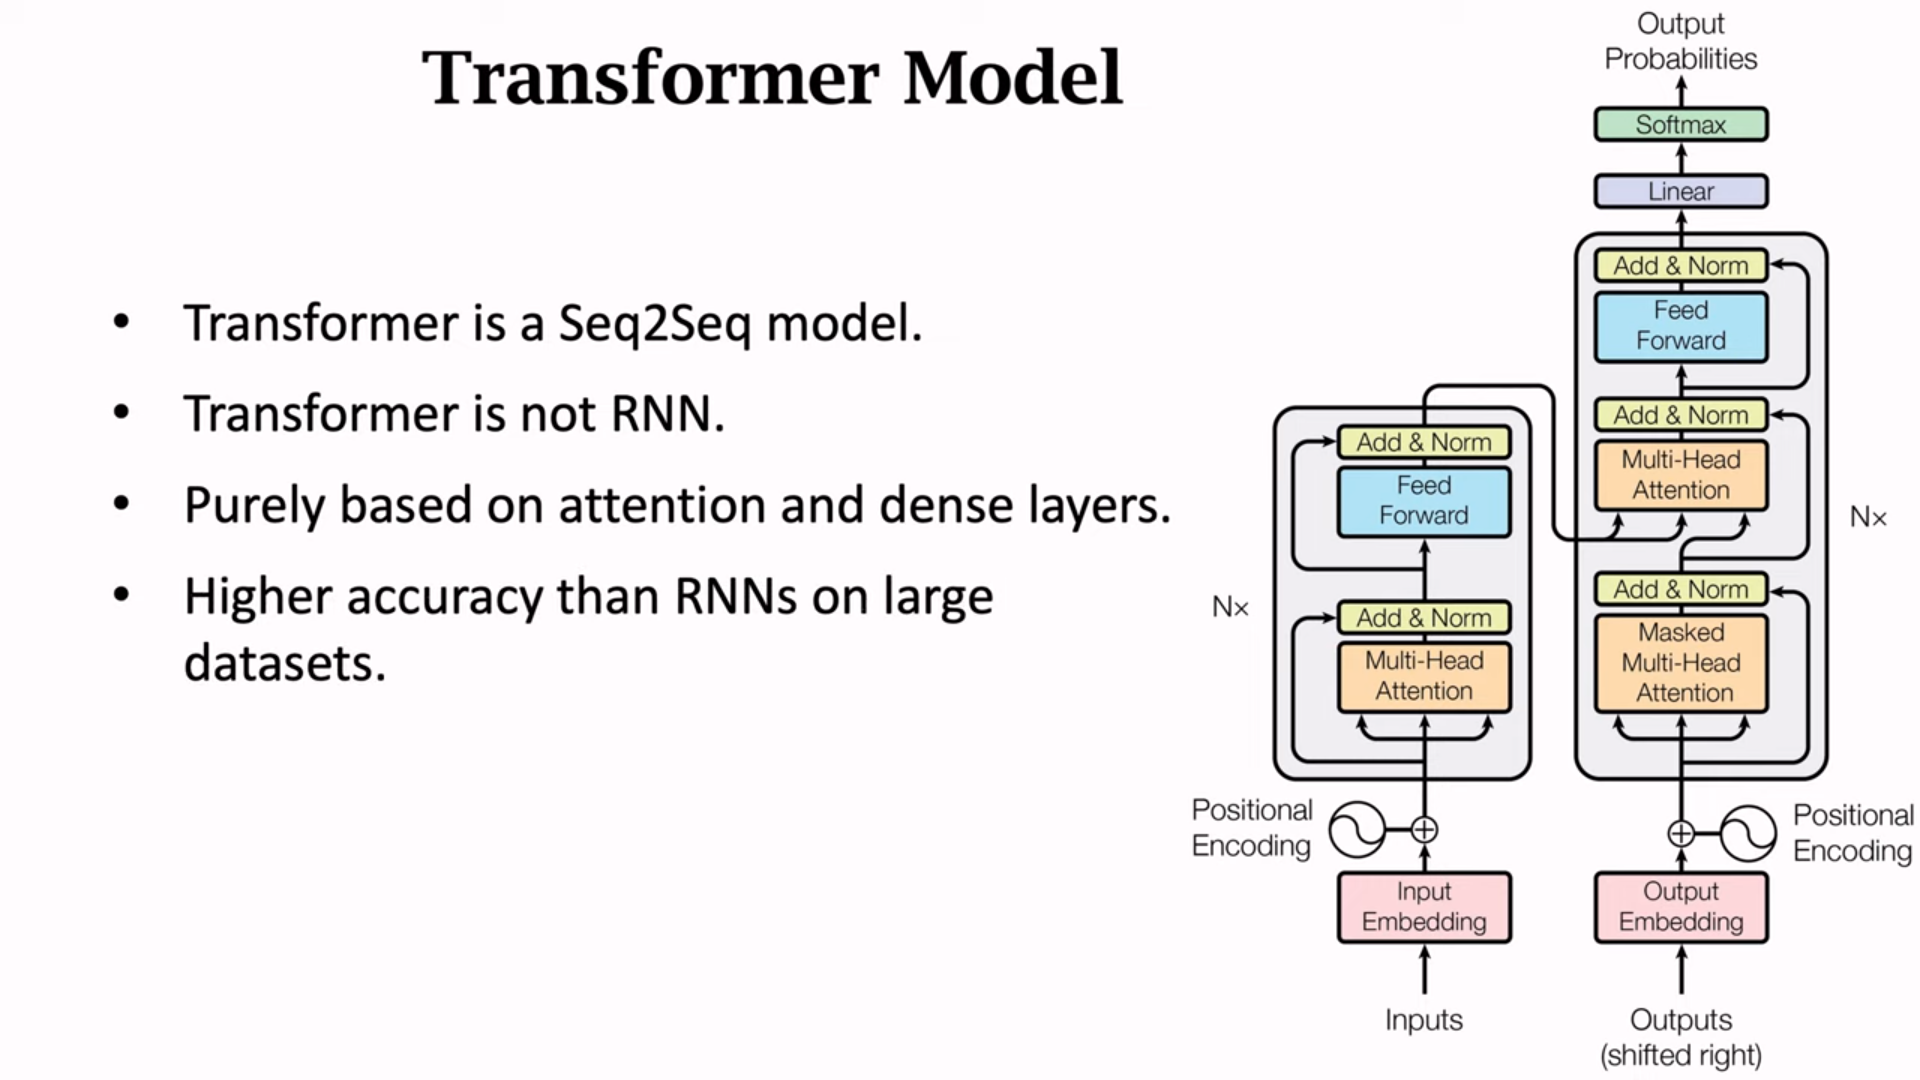 Transformer Model
• Transformer is a Seq2Seq model.
• Transformer is not RNN.
• Purely based on attention and dense layers.
• Higher accuracy than RNNs on large
datasets.
Output
Probabilities
Softmax
Linear
Add & Norm
Feed
Forward
Add & Norm
Multi-Head
Attention
Nx
Add & Norm
Masked
Multi-Head
Attention
Add & Norm
Feed
Forward
Nx
Add & Norm
Multi-Head
Attention
Positional
Encoding
Positional
Encoding
Input
Embedding
Output
Embedding
Inputs
Outputs
(shifted right)